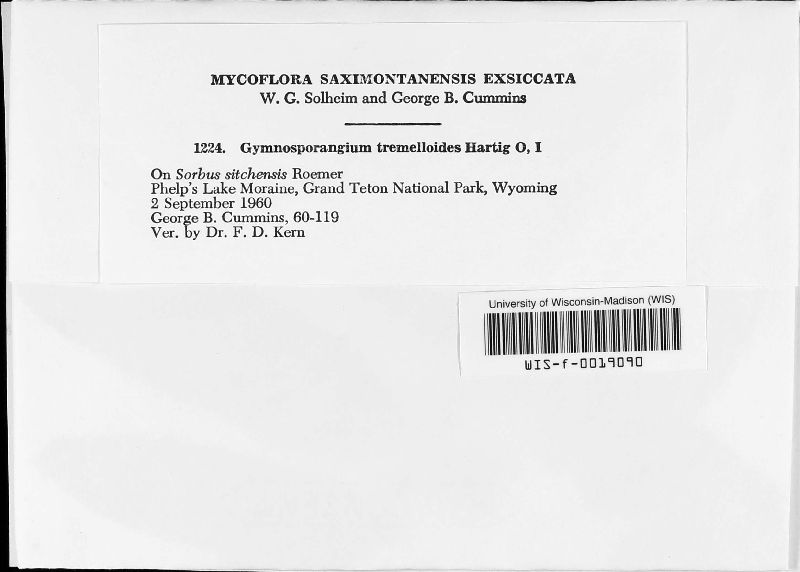 MYCOFLORA SAXIMONTANENSIS EXSICCATA
W. G. Solheim and George B. Cummins
1224. Gymnosporangium tremelloides Hartig O, I
On Sorbus sitchensis Roemer
Phelp's Lake Moraine, Grand Teton National Park, Wyoming
2 September 1960
George B. Cummins, 60-119
Ver. by Dr. F. D. Kern
University of Wisconsin-Madison (WIS)
WIS-f-0019090